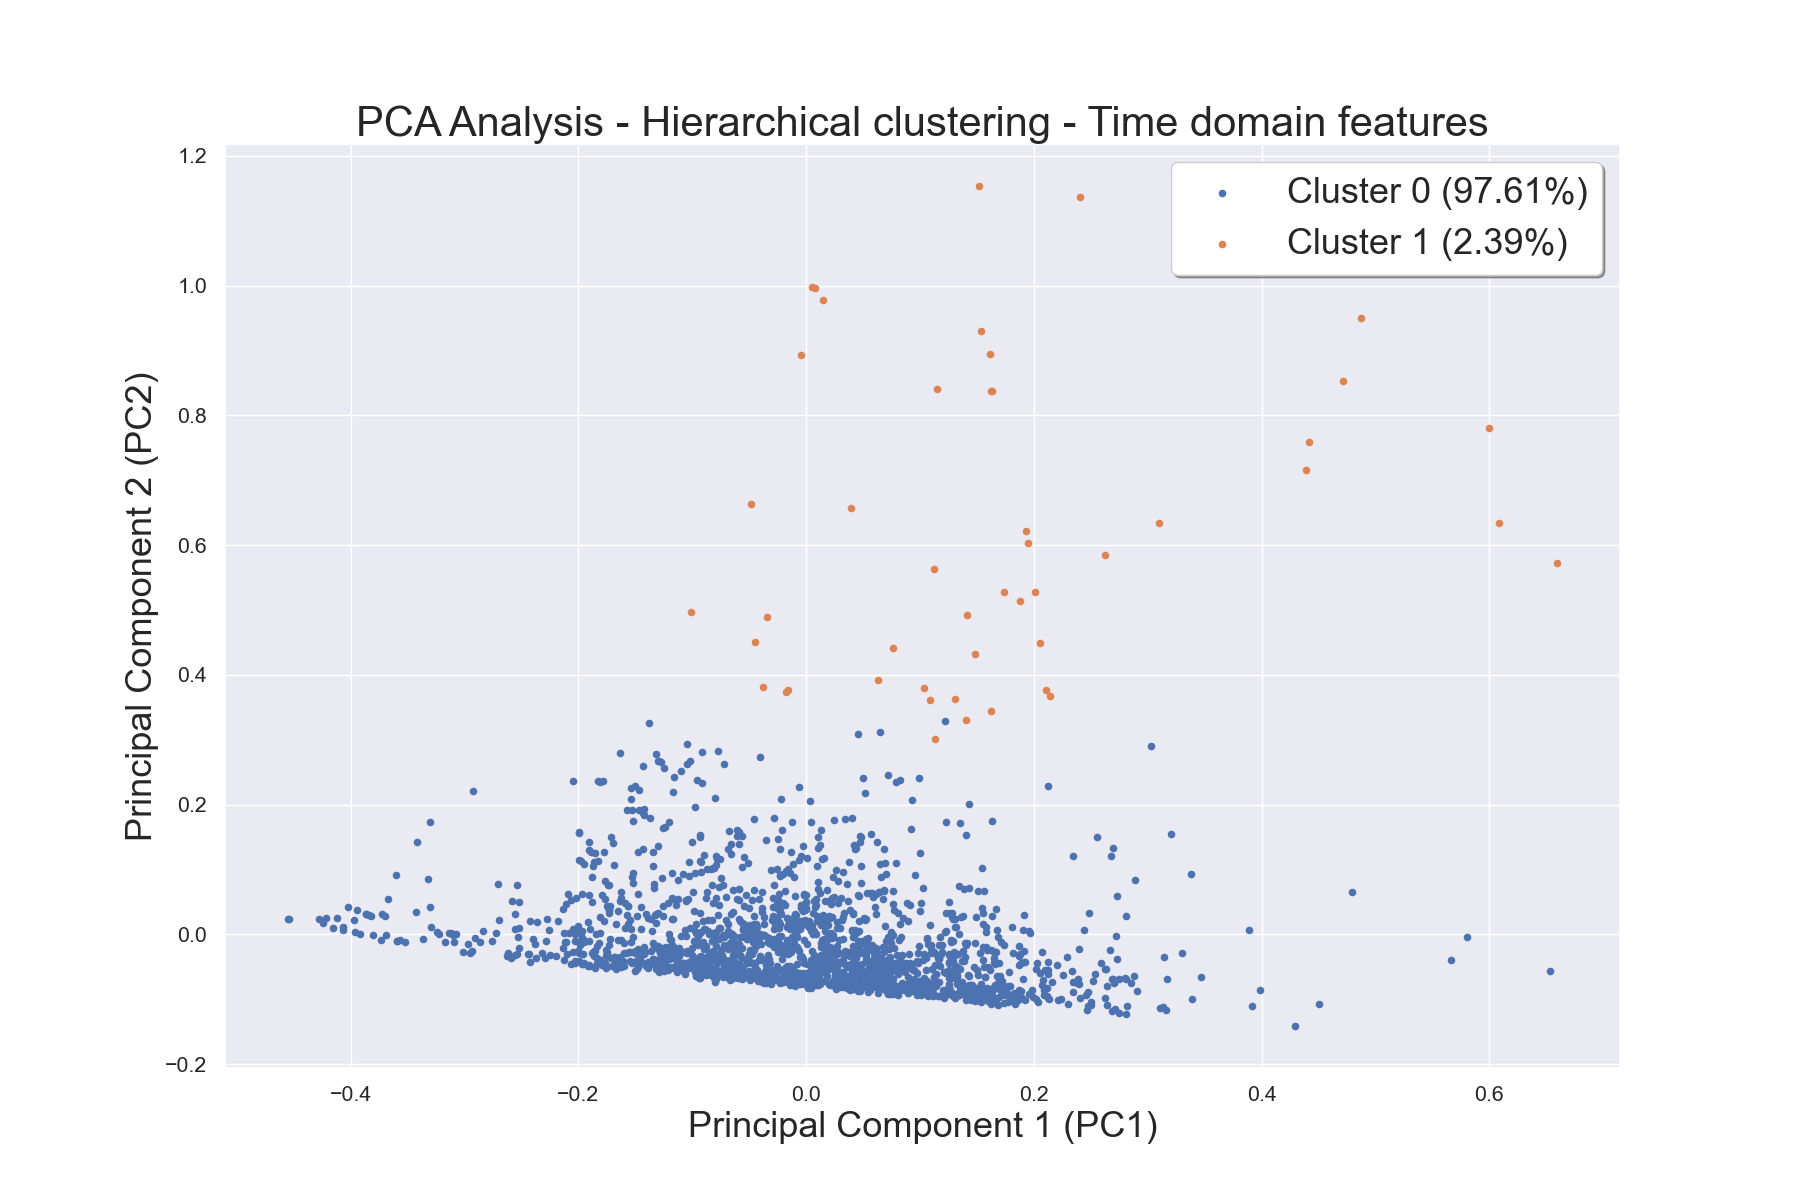 PCA Analysis - Hierarchical clustering - Time domain features
Cluster 0 (97.61%)
Cluster 1 (2.39%)
Principal Component 2 (PC2)
1.2
1.0
0.8
0.6
0.4
0.2
0.0
−0.2
−0.4
−0.2
0.0
0.2
0.4
0.6
Principal Component 1 (PC1)